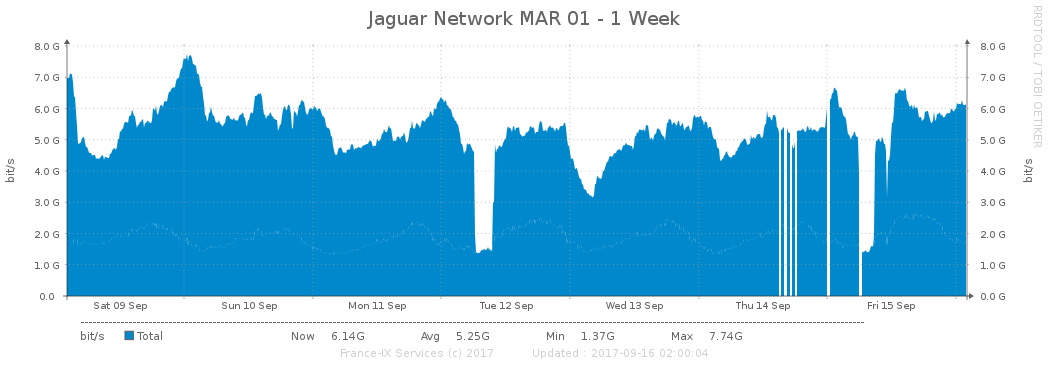 Jaguar Network MAR 01 - 1 Week
RRDTOOL / TOBI OETIKER
8.0 G 8.0 G
7.0 G 7.0 G
6.0 G 6.0 G
5.0 G 5.0 G
4.0 G 4.0 G
3.0 G 3.0 G
2.0 G 2.0 G
1.0 G 1.0 G
0.0 0.0 G
bit/s
bit/s
Sat 09 Sep Sun 10 Sep Mon 11 Sep Tue 12 Sep Wed 13 Sep Thu 14 Sep Fri 15 Sep
bit/s Total Now 6.14G Avg 5.25G Min 1.37G Max 7.74G
France-IX Services (c) 2017 Updated : 2017-09-16 02:00:04